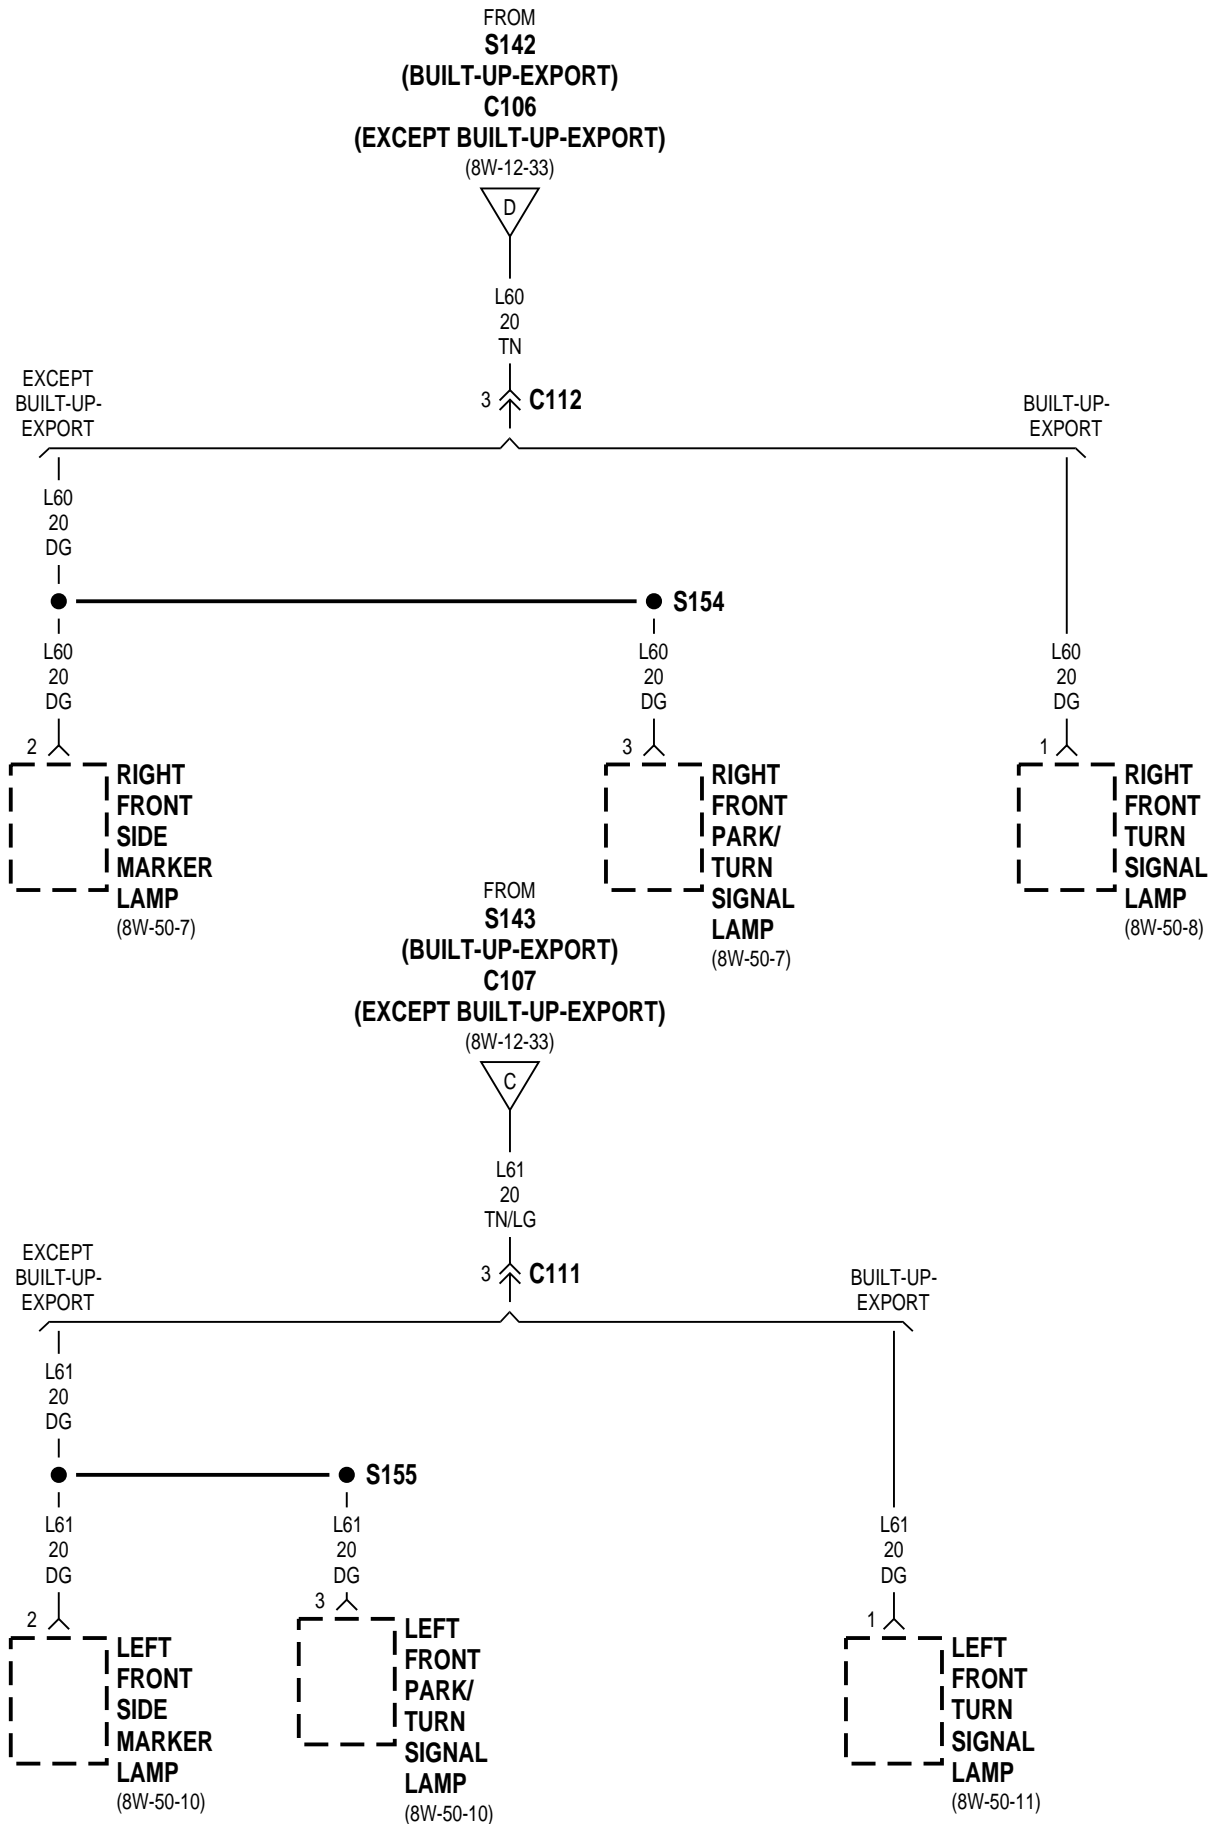 FROM
S142
(BUILT-UP-EXPORT)
C106
(EXCEPT BUILT-UP-EXPORT)
(8W-12-33)
D
L60
20
TN
3
C112
EXCEPT
BUILT-UP-
EXPORT
BUILT-UP-
EXPORT
L60
20
DG
S154
L60
20
DG
L60
20
DG
L60
20
DG
2
RIGHT
FRONT
SIDE
MARKER
LAMP
(8W-50-7)
3
RIGHT
FRONT
PARK/
TURN
SIGNAL
LAMP
(8W-50-7)
1
RIGHT
FRONT
TURN
SIGNAL
LAMP
(8W-50-8)
FROM
S143
(BUILT-UP-EXPORT)
C107
(EXCEPT BUILT-UP-EXPORT)
(8W-12-33)
C
L61
20
TN/LG
3
C111
EXCEPT
BUILT-UP-
EXPORT
BUILT-UP-
EXPORT
L61
20
DG
S155
L61
20
DG
L61
20
DG
L61
20
DG
2
LEFT
FRONT
SIDE
MARKER
LAMP
(8W-50-10)
3
LEFT
FRONT
PARK/
TURN
SIGNAL
LAMP
(8W-50-10)
1
LEFT
FRONT
TURN
SIGNAL
LAMP
(8W-50-11)